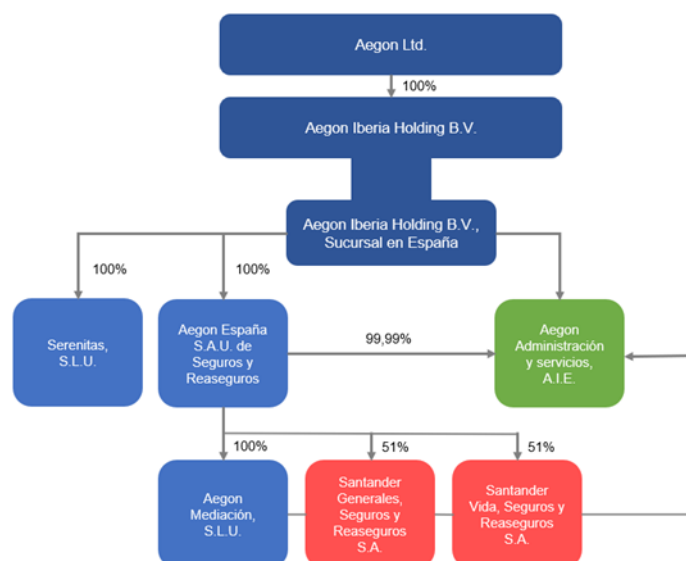 Aegon Ltd.
100%
Aegon Iberia Holding B.V.
Aegon Iberia Holding B.V.,
Sucursal en España
100%
100%
Serenitas,
S.L.U.
Aegon España
S.A.U. de
Seguros y
Reaseguros
99,99%
Aegon
Administración
y servicios,
A.I.E.
100%
51%
51%
Aegon
Mediación,
S.L.U.
Santander
Generales,
Seguros y
Reaseguros
S.A.
Santander
Vida, Seguros y
Reaseguros
S.A.